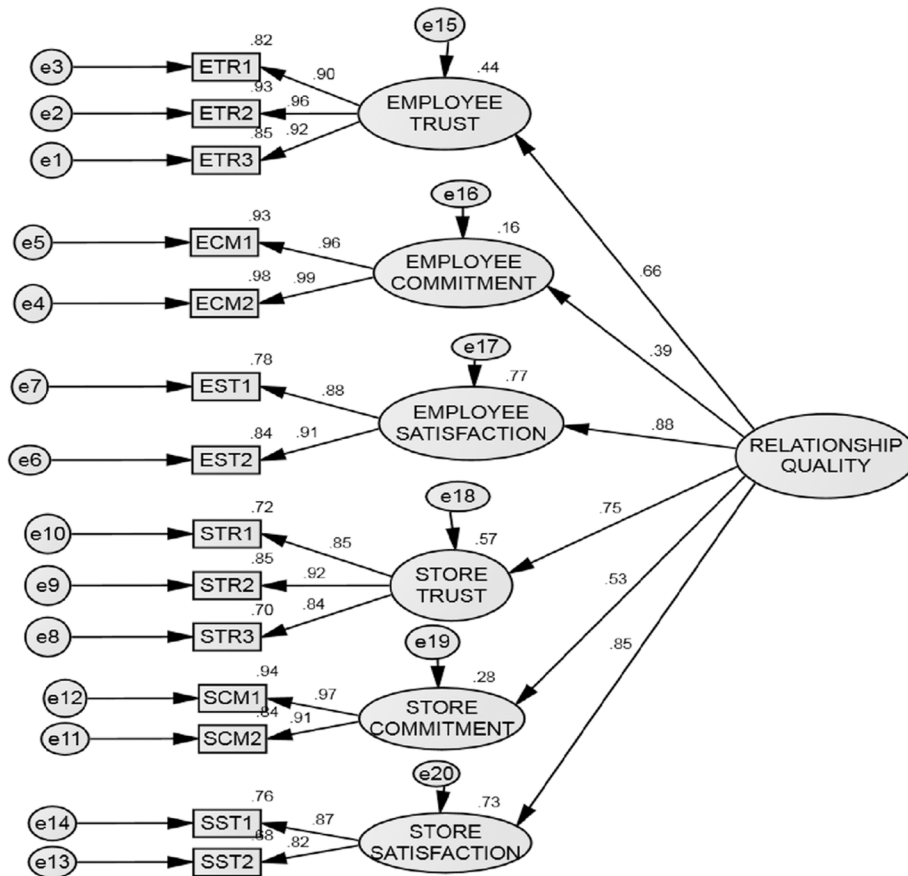 e15
.82
e3
ETR1
.90
.44
.93
e2
ETR2
.96
EMPLOYEE
TRUST
.85
.92
e1
ETR3
e16
.93
.16
e5
ECM1
.96
EMPLOYEE
COMMITMENT
.66
.98
.99
e4
ECM2
.39
e17
.78
.77
e7
EST1
.88
EMPLOYEE
SATISFACTION
.88
.84
.91
e6
EST2
RELATIONSHIP
QUALITY
e18
.72
.75
e10
STR1
.85
.57
.85
e9
STR2
.92
STORE
TRUST
.53
.70
.84
e8
STR3
e19
.85
.94
.28
e12
SCM1
.97
STORE
COMMITMENT
.84
.91
e11
SCM2
e20
.76
.73
e14
SST1
.87
STORE
SATISFACTION
.68
.82
e13
SST2